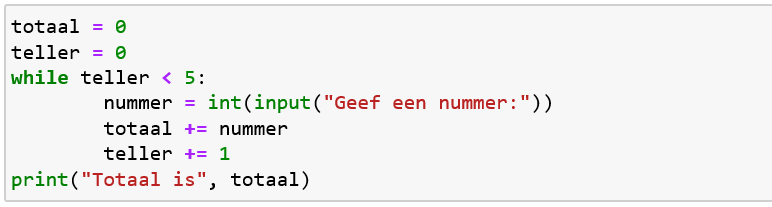 totaal = 0
teller = 0
while teller < 5:
        nummer = int(input("Geef een nummer:"))
        totaal += nummer
        teller += 1
print("Totaal is", totaal)